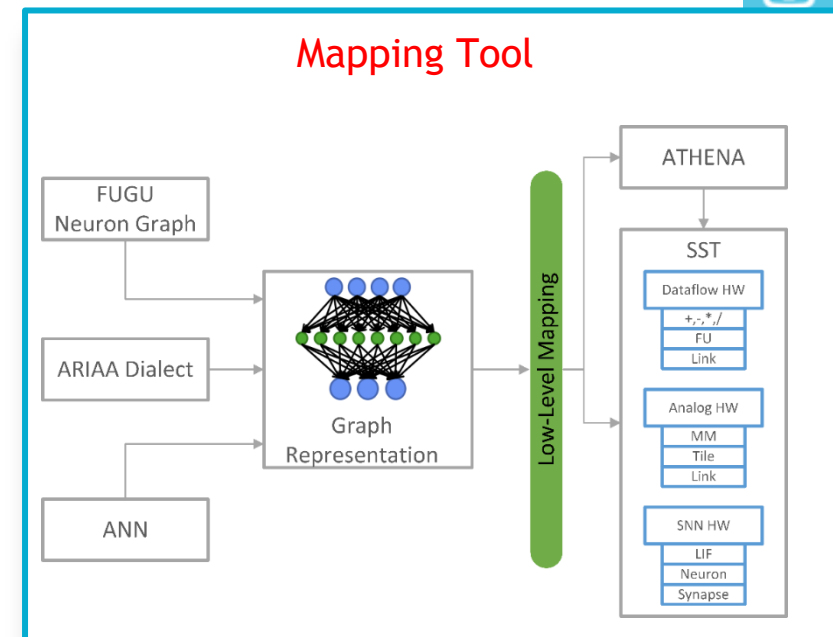 Mapping Tool
FUGU
Neuron Graph
ARIAA Dialect
ANN
Graph
Representation
Low-Level Mapping
ATHENA
SST
Dataflow HW
+,-,*,/
FU
Link
Analog HW
MM
Tile
Link
SNN HW
LIF
Neuron
Synapse